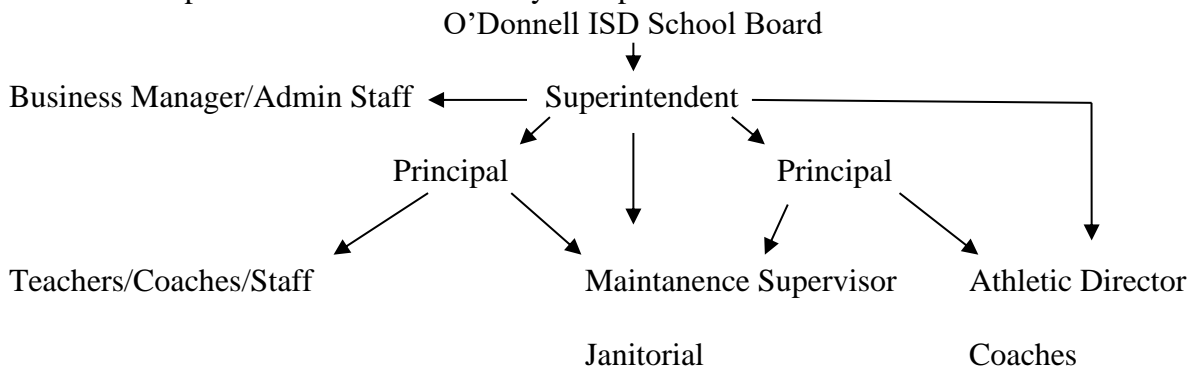 O’Donnell ISD School Board
Business Manager/Admin Staff Superintendent
Principal Principal
Teachers/Coaches/Staff Maintanence Supervisor Athletic Director
Janitorial Coaches